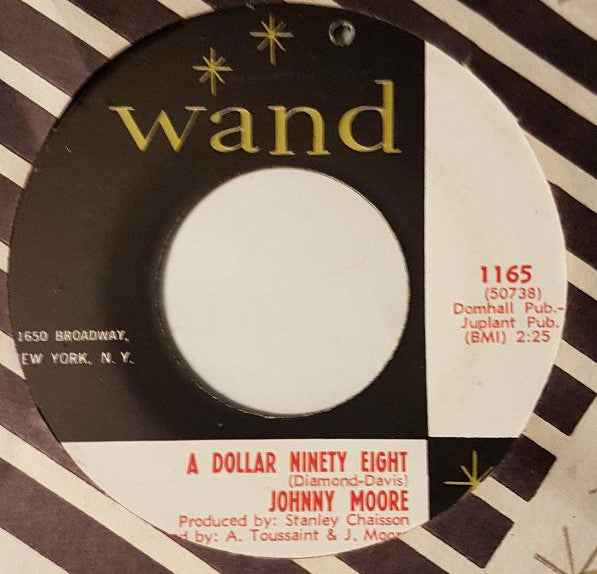 wand
1165
(50738)
Domhall Pub.-
Juplant Pub.
(BMI) 2:25
1650 BROADWAY,
EW YORK, N. Y.
A DOLLAR NINETY EIGHT
(Diamond-Davis)
JOHNNY MOORE
Produced by: Stanley Chaisson
d by: A. Toussaint & J. Moor